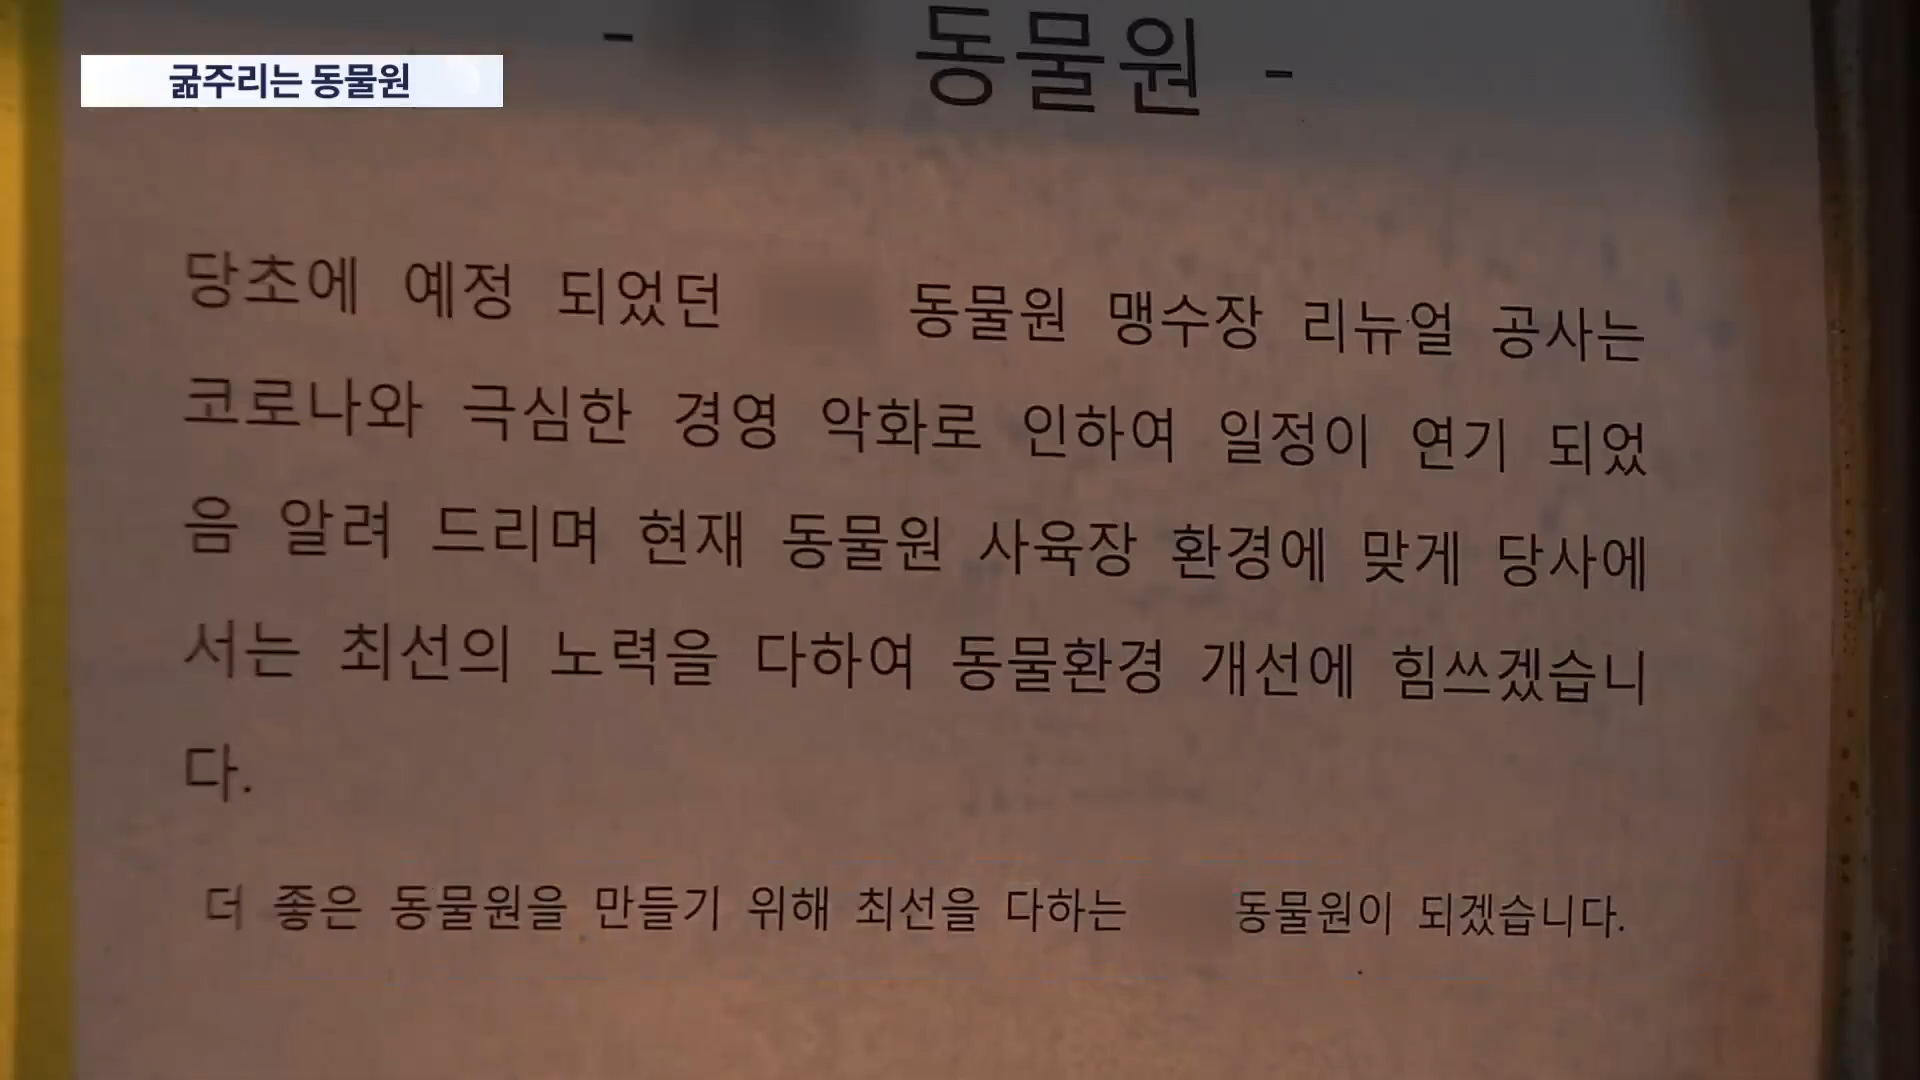 - 동물원 -
굶주리는 동물원
당초에 예정 되었던 동물원 맹수장 리뉴얼 공사는
코로나와 극심한 경영 악화로 인하여 일정이 연기 되었
음 알려 드리며 현재 동물원 사육장 환경에 맞게 당사에
서는 최선의 노력을 다하여 동물환경 개선에 힘쓰겠습니
다.
더 좋은 동물원을 만들기 위해 최선을 다하는 동물원이 되겠습니다.